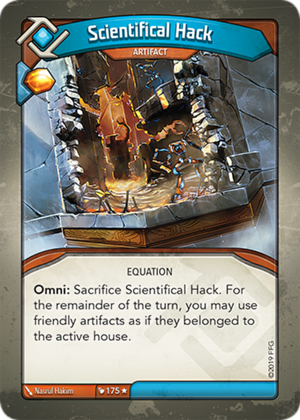 Scientifical Hack
ARTIFACT
EQUATION
Omni: Sacrifice Scientifical Hack. For
the remainder of the turn, you may use
friendly artifacts as if they belonged to
the active house.
Nasrul Hakim
175
©2019 FFG